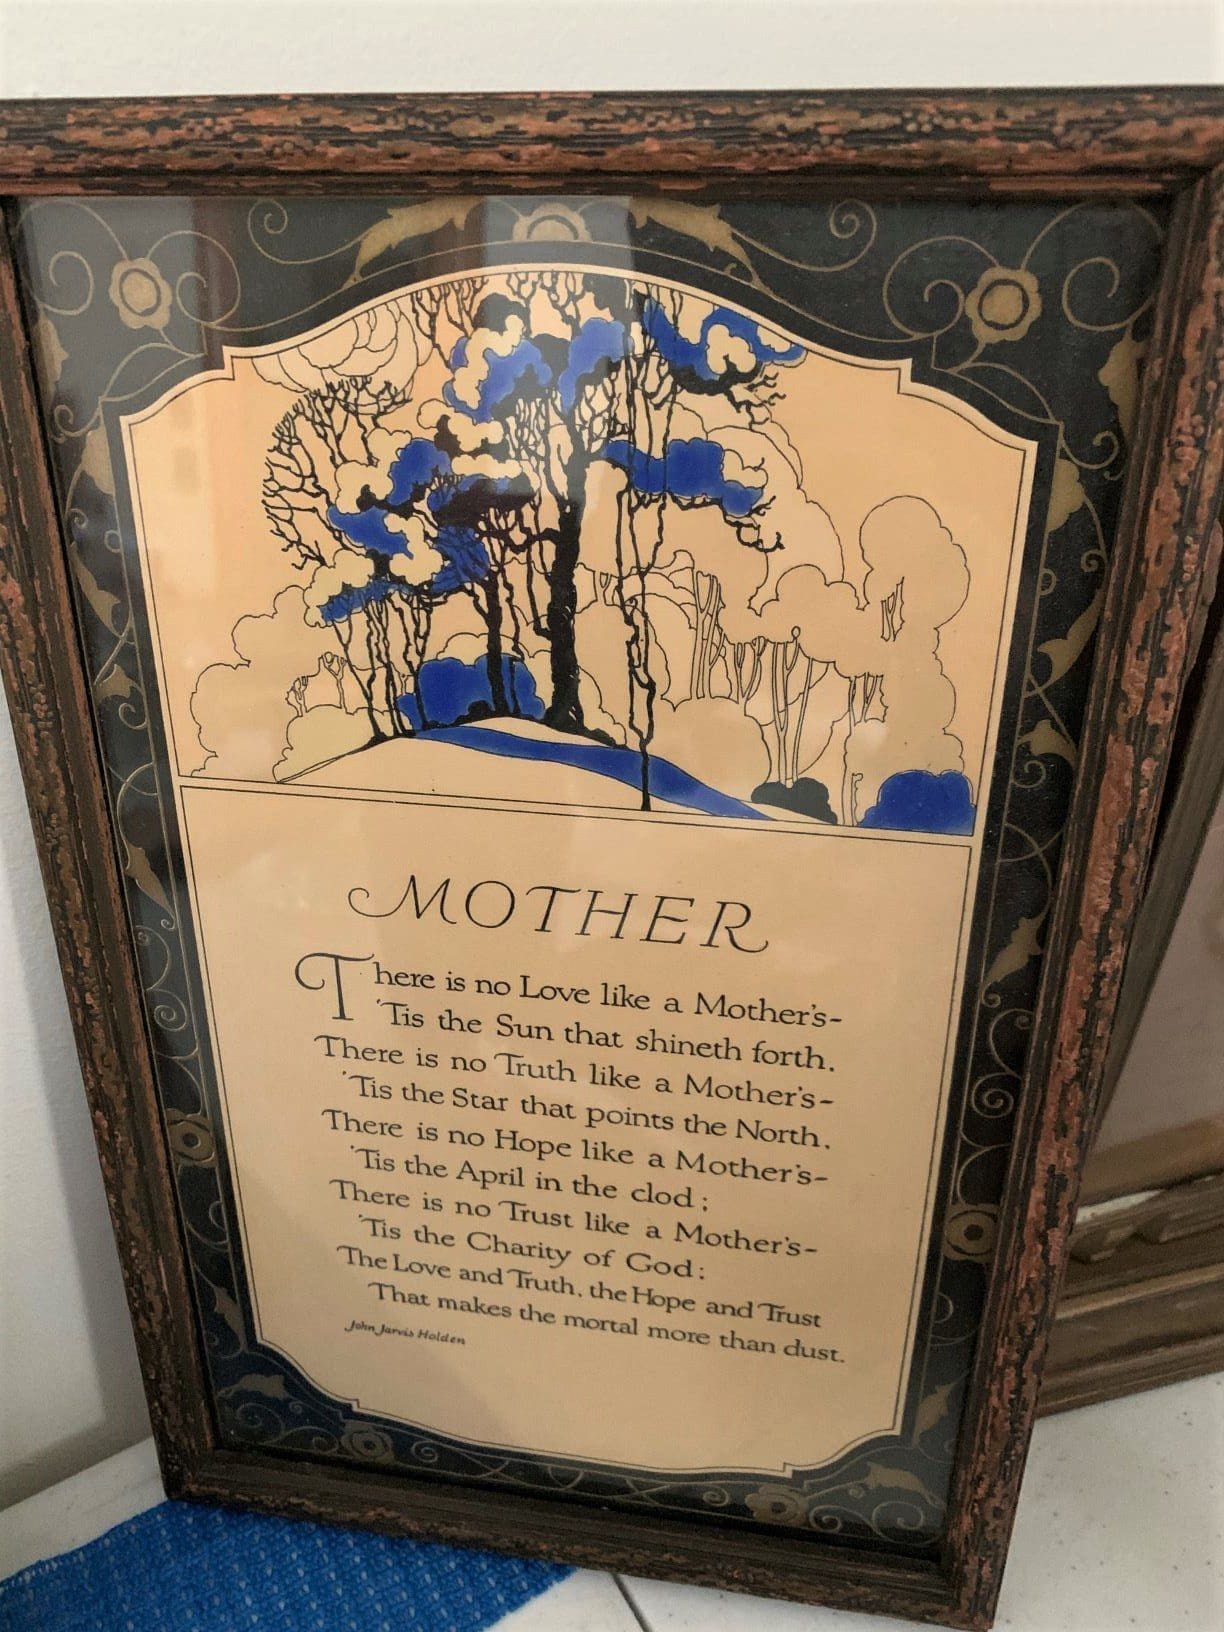 MOTHER
There is no Love like a Mother's-
'Tis the Sun that shineth forth.
There is no Truth like a Mother's-
'Tis the Star that points the North.
There is no Hope like a Mother's-
'Tis the April in the clod;
There is no Trust like a Mother's-
'Tis the Charity of God:
The Love and Truth, the Hope and Trust
That makes the mortal more than dust.
John Jarvis Holden